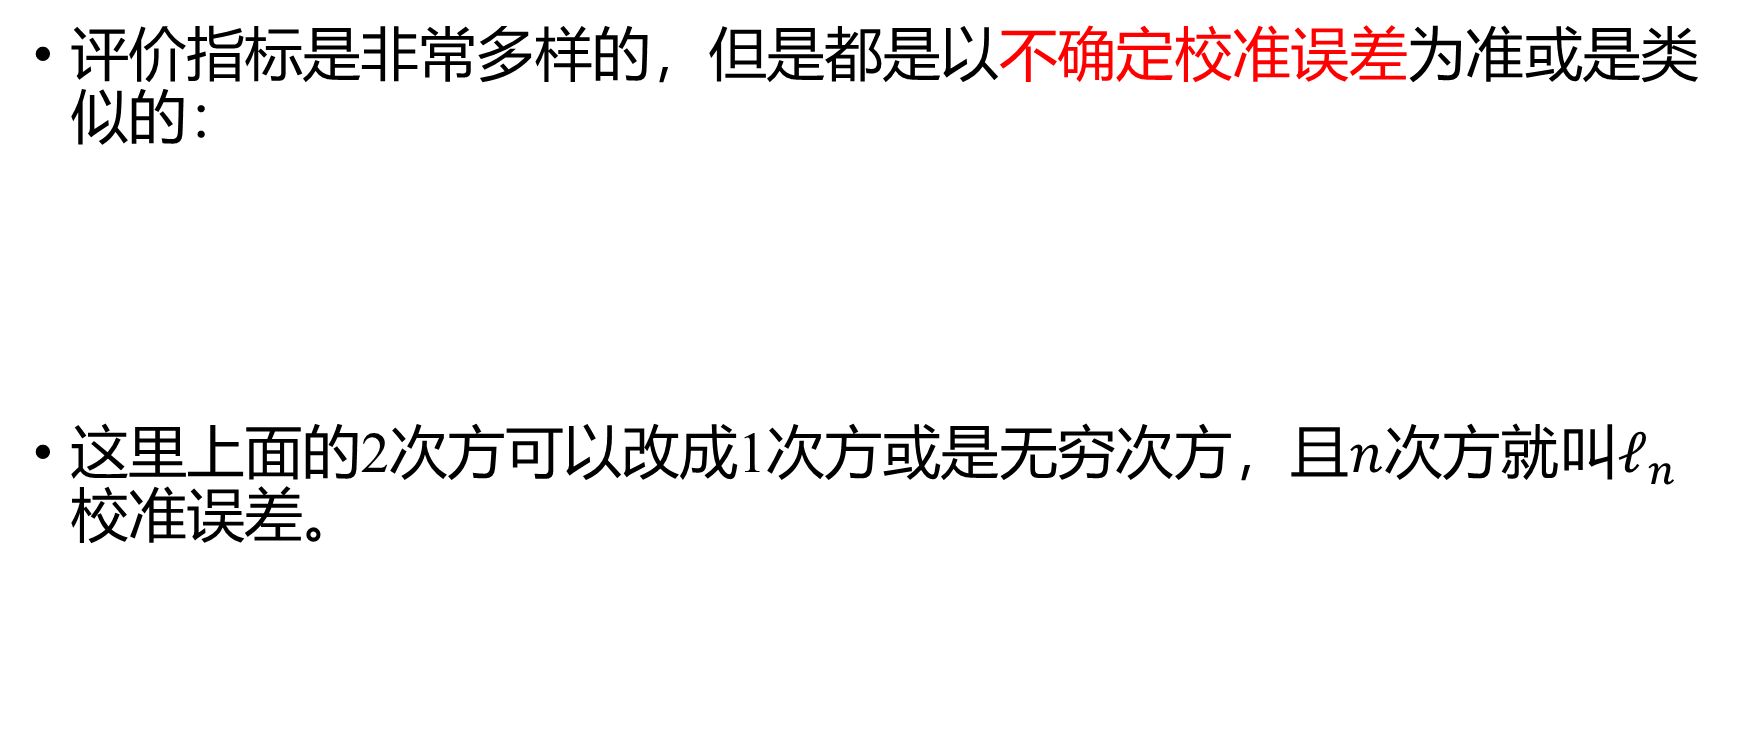 • 评价指标是非常多样的，但是都是以不确定校准误差为准或是类
似的：
• 这里上面的2次方可以改成1次方或是无穷次方，且n次方就叫ℓₙ
校准误差。